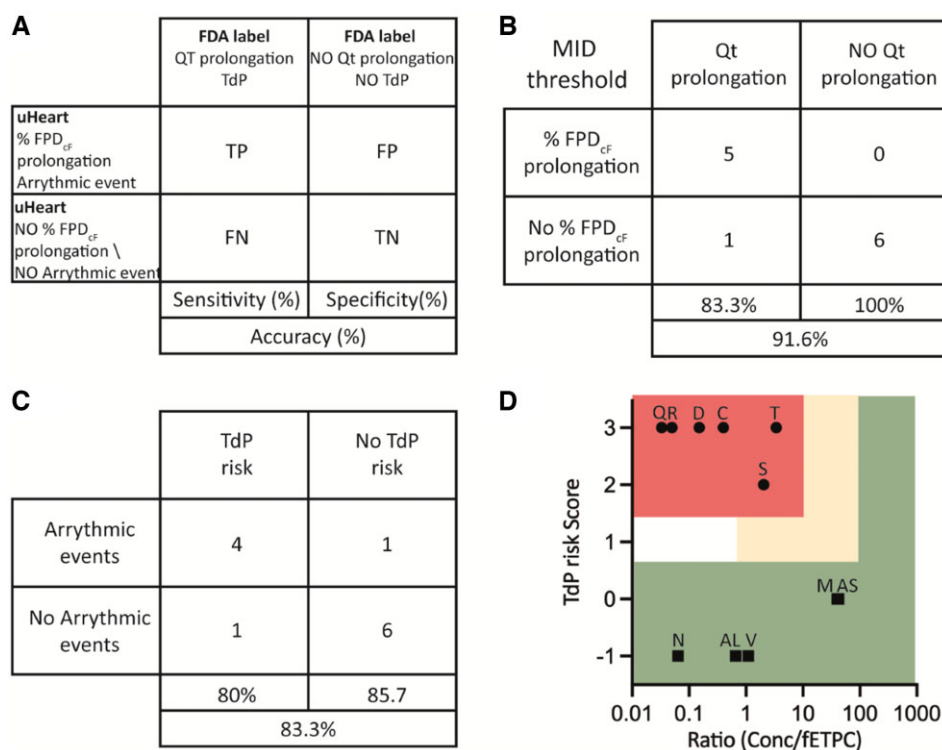 A
FDA label
QT prolongation
TdP
FDA label
NO Qt prolongation
NO TdP
uHeart
% FPDcF
prolongation
Arrythmic event
TP
FP
uHeart
NO % FPDcF
prolongation \
NO Arrythmic event
FN
TN
Sensitivity (%)
Specificity(%)
Accuracy (%)
B
MID
threshold
Qt
prolongation
NO Qt
prolongation
% FPDcF
prolongation
5
0
No % FPDcF
prolongation
1
6
83.3%
100%
91.6%
C
TdP
risk
No TdP
risk
Arrythmic
events
4
1
No Arrythmic
events
1
6
80%
85.7
83.3%
D
TdP risk Score
3
2
1
0
-1
Q R D C T
S
M AS
N AL V
0.01 0.1 1 10 100 1000
Ratio (Conc/fETPC)